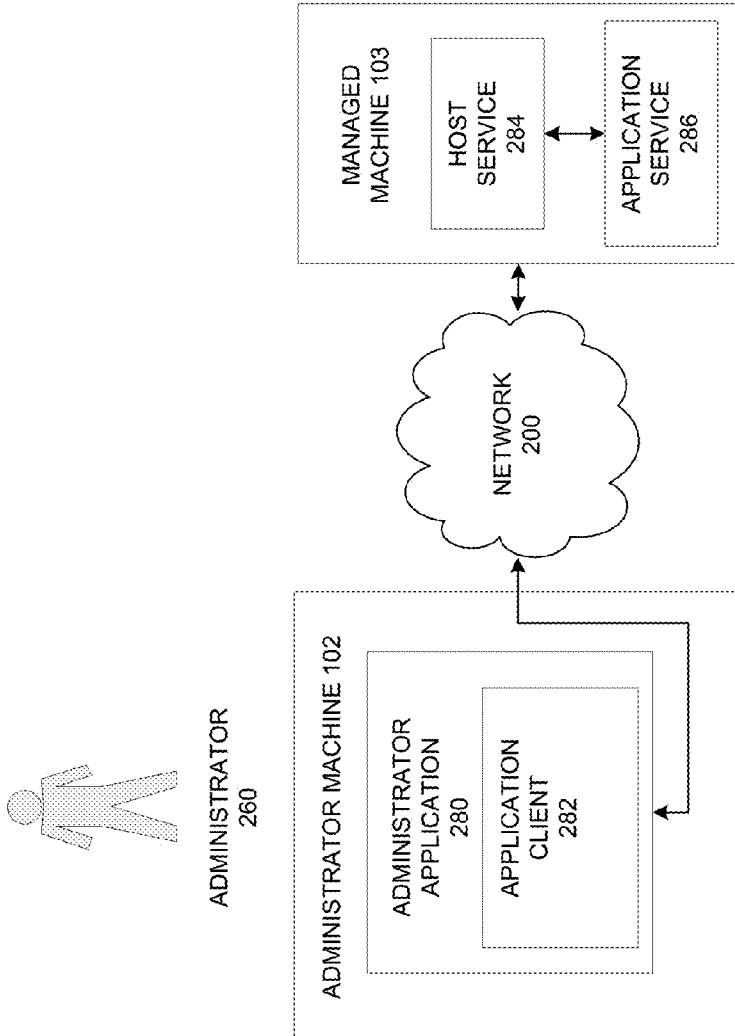 ADMINISTRATOR
260
ADMINISTRATOR MACHINE 102
ADMINISTRATOR
APPLICATION
280
APPLICATION
CLIENT
282
NETWORK
200
MANAGED
MACHINE 103
HOST
SERVICE
284
APPLICATION
SERVICE
286